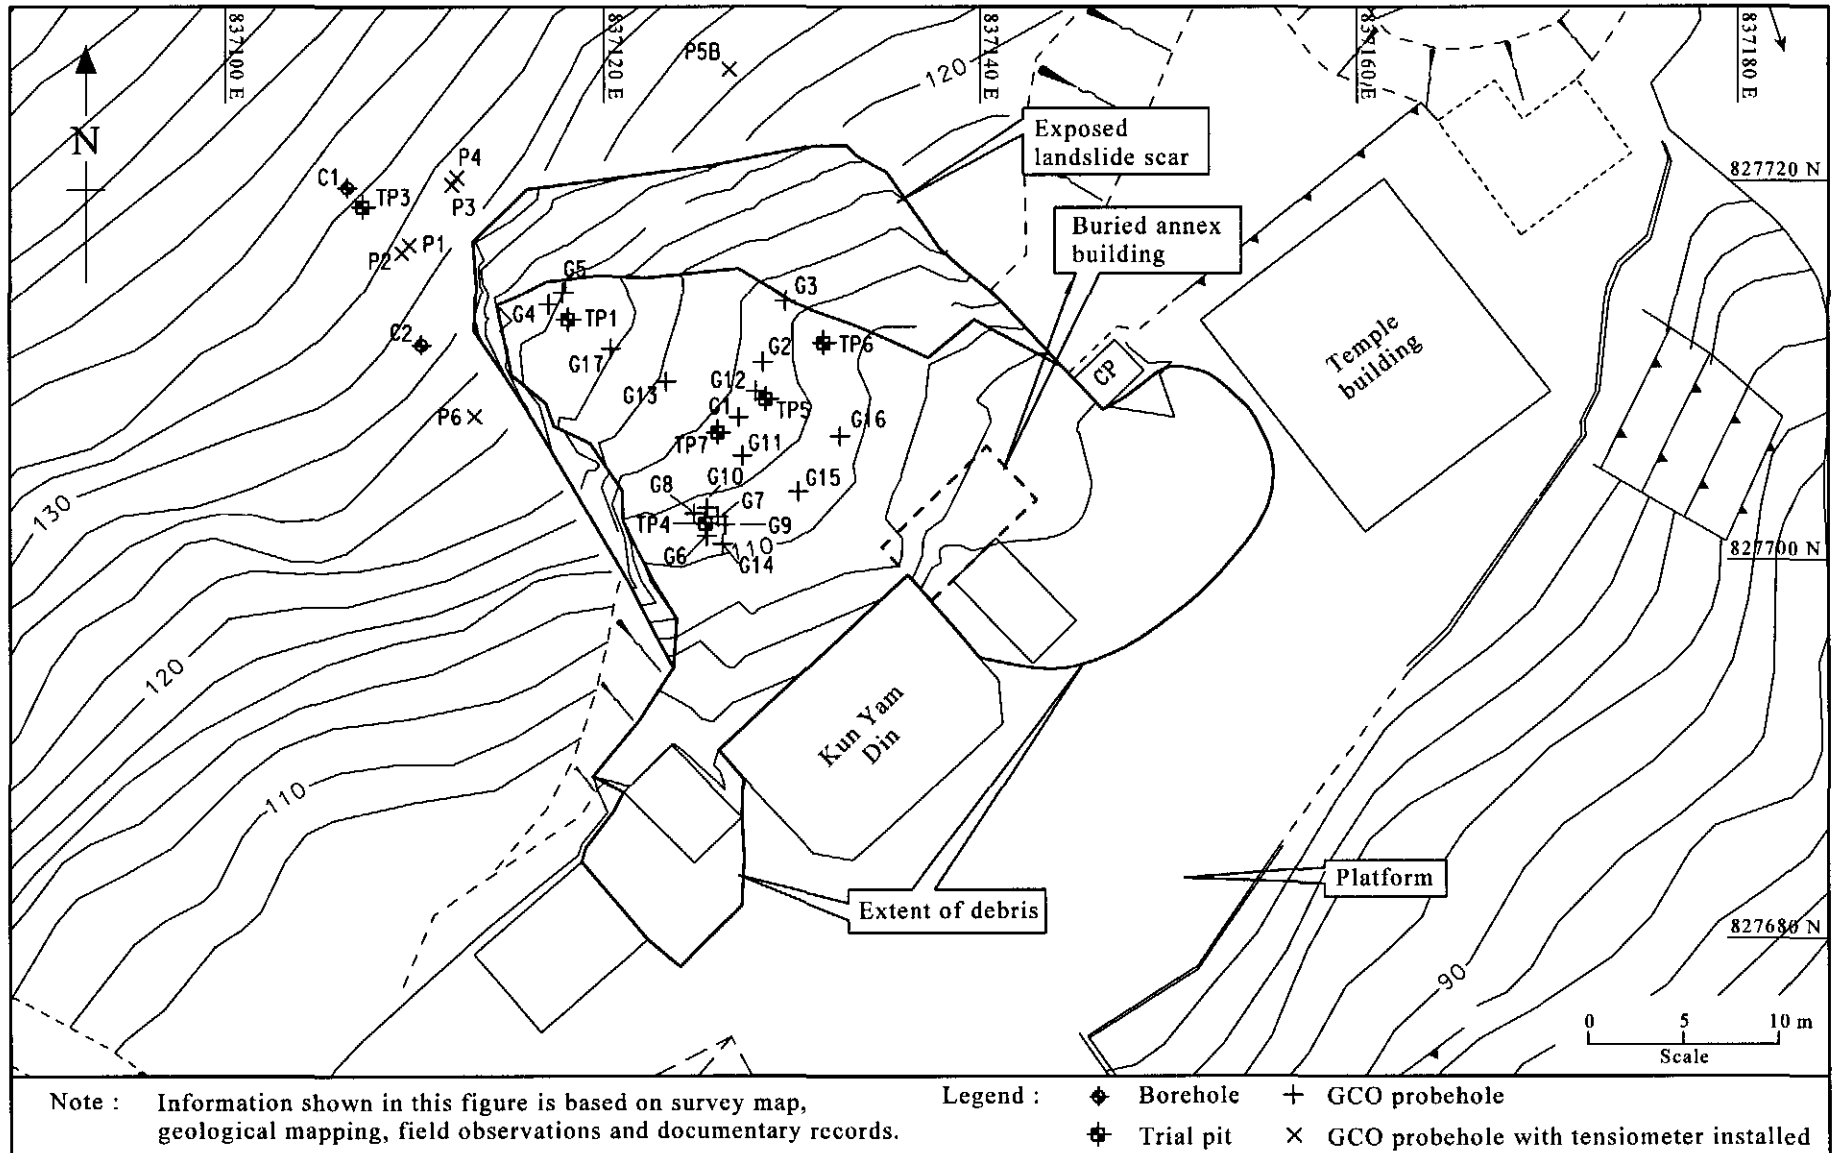 837100 E
837120 E
837140 E
837160 E
837180 E
P5B
120
N
Exposed
landslide scar
827720 N
P4
C1
TP3
P3
Buried annex
building
P1
P2
G5
G3
G4
TP1
C2
G2
TP6
G17
Temple
building
CP
G12
G13
G1
TP5
P6
G16
TP7
G11
G10
G15
G8
G7
130
TP4
G9
110
G6
G14
827700 N
120
Kun Yam
Din
110
Platform
Extent of debris
827680 N
90
0 5 10 m
Scale
Note : Information shown in this figure is based on survey map,
geological mapping, field observations and documentary records.
Legend :
Borehole
GCO probehole
Trial pit
GCO probehole with tensiometer installed